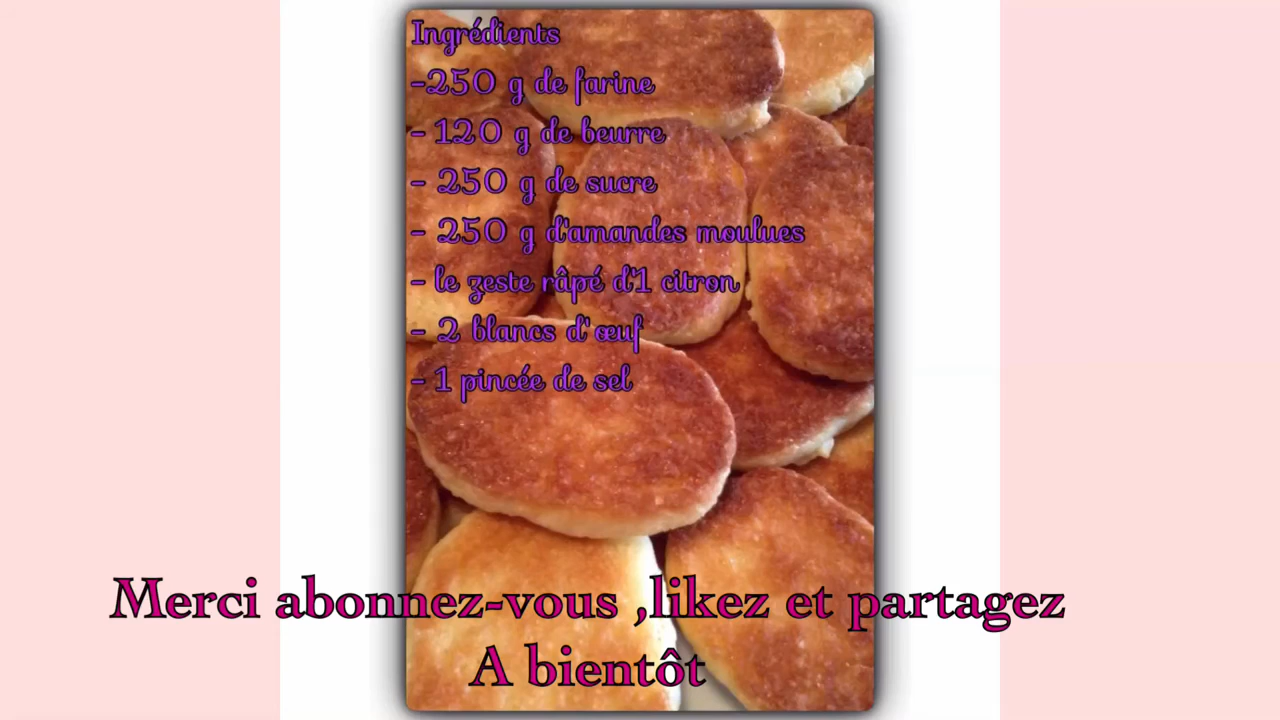 Ingrédients
-250 g de farine
- 120 g de beurre
- 250 g de sucre
- 250 g d'amandes moulues
- le zeste râpé d'1 citron
- 2 blancs d'œuf
- 1 pincée de sel
Merci abonnez-vous ,likez et partagez
A bientôt